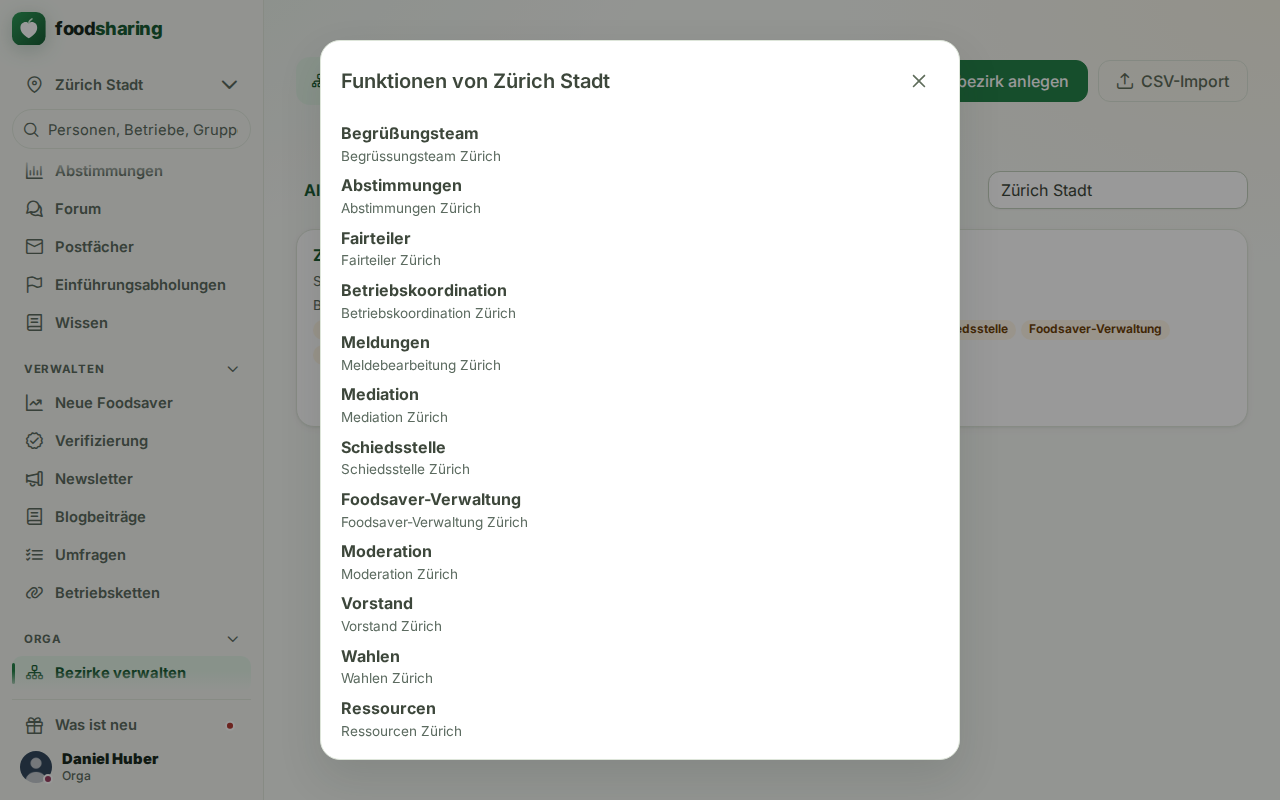 foodsharing
Zürich Stadt
Personen, Betriebe, Grupp
Abstimmungen
Forum
Postfächer
Einführungsabholungen
Wissen
VERWALTEN
Neue Foodsaver
Verifizierung
Newsletter
Blogbeiträge
Umfragen
Betriebsketten
ORGA
Bezirke verwalten
Was ist neu
Daniel Huber
Orga
Funktionen von Zürich Stadt
Begrüßungsteam
Begrüssungsteam Zürich
Abstimmungen
Abstimmungen Zürich
Fairteiler
Fairteiler Zürich
Betriebskoordination
Betriebskoordination Zürich
Meldungen
Meldebearbeitung Zürich
Mediation
Mediation Zürich
Schiedsstelle
Schiedsstelle Zürich
Foodsaver-Verwaltung
Foodsaver-Verwaltung Zürich
Moderation
Moderation Zürich
Vorstand
Vorstand Zürich
Wahlen
Wahlen Zürich
Ressourcen
Ressourcen Zürich
bezirk anlegen
CSV-Import
Zürich Stadt
edsstelle
Foodsaver-Verwaltung